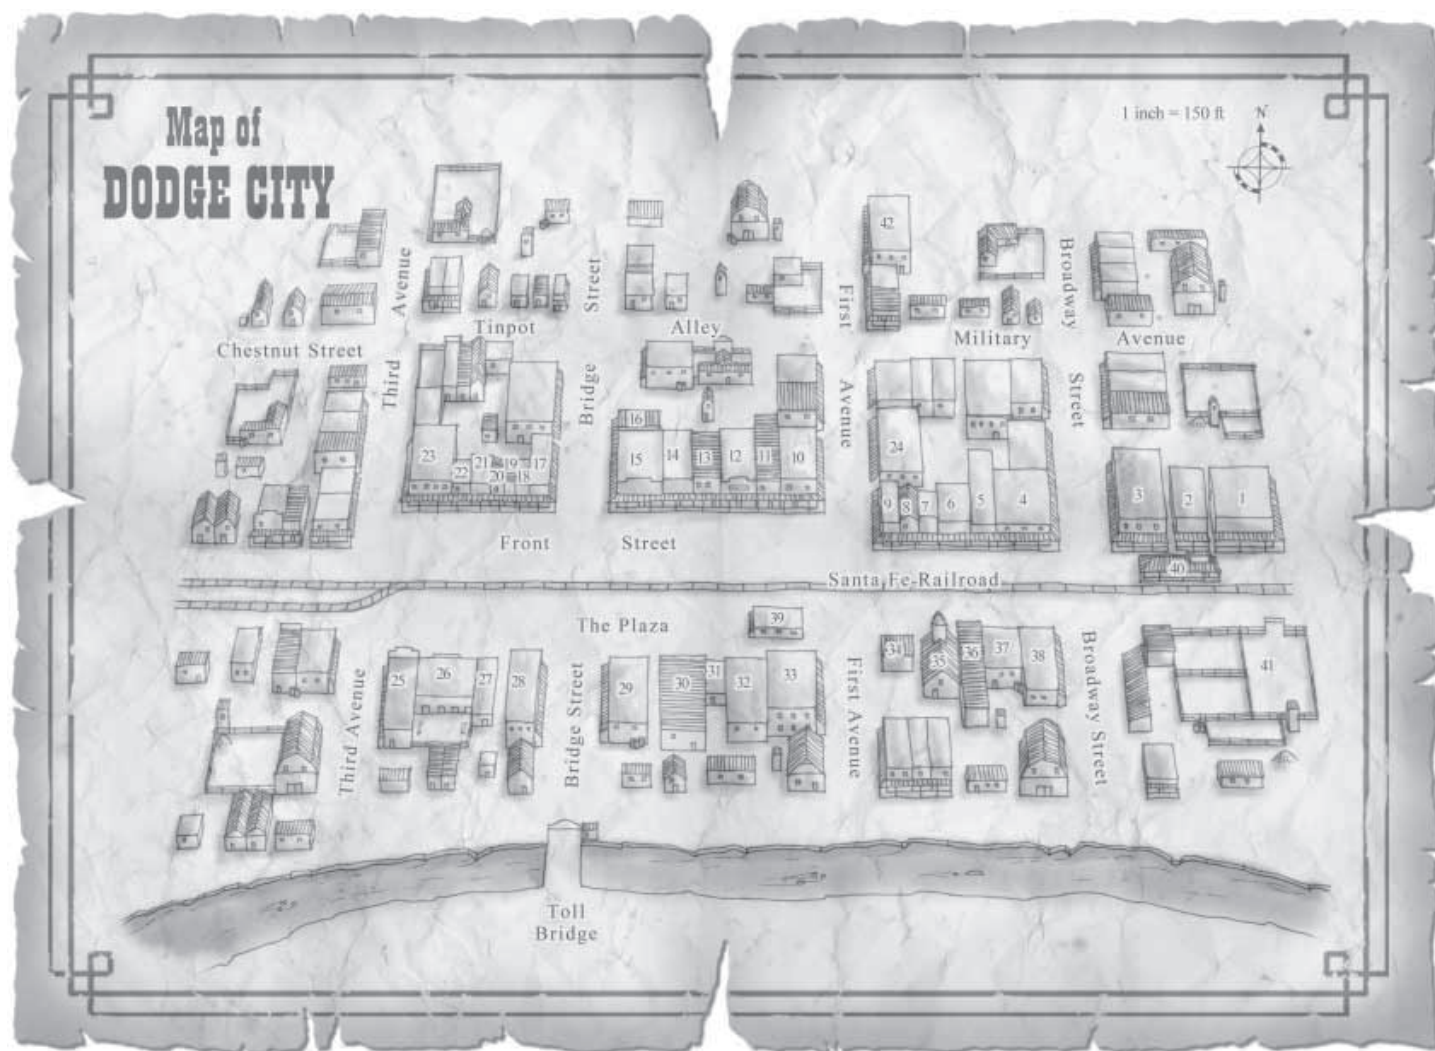 Map of
DODGE CITY
1 inch = 150 ft
N
42
Avenue
Street
First
Broadway
Tinpot
Alley
Military
Avenue
Chestnut Street
Third
Bridge
Avenue
Street
16
23
22
21
20
19
18
17
15
14
13
12
11
10
24
9
8
7
6
5
4
3
2
1
Front
Street
40
Santa Fe-Railroad
39
The Plaza
34
35
36
37
38
41
25
26
27
28
29
30
31
32
33
Third Avenue
Bridge Street
First Avenue
Broadway Street
Toll
Bridge